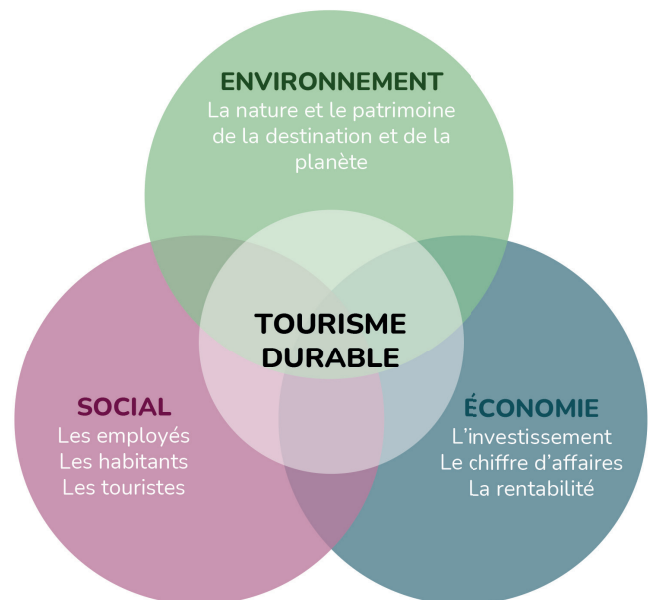 ENVIRONNEMENT
La nature et le patrimoine
de la destination et de la
planète
TOURISME
DURABLE
SOCIAL
Les employés
Les habitants
Les touristes
ÉCONOMIE
L’investissement
Le chiffre d’affaires
La rentabilité